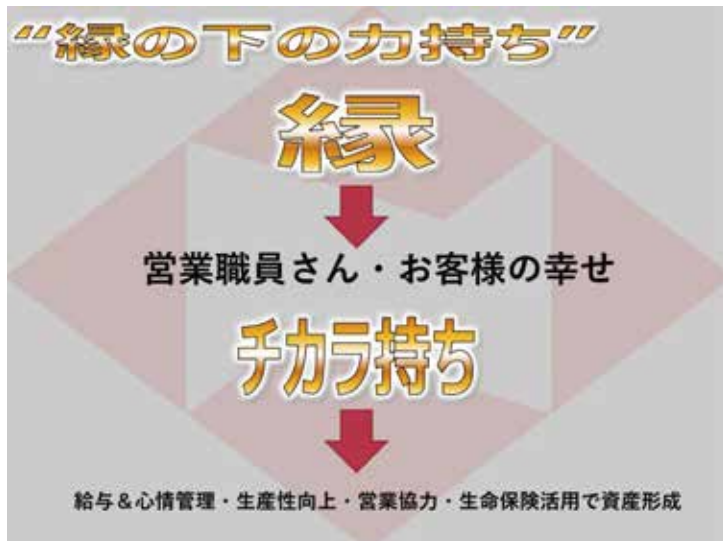 “縁の下の力持ち”
縁
営業職員さん・お客様の幸せ
チカラ持ち
給与＆心情管理・生産性向上・営業協力・生命保険活用で資産形成